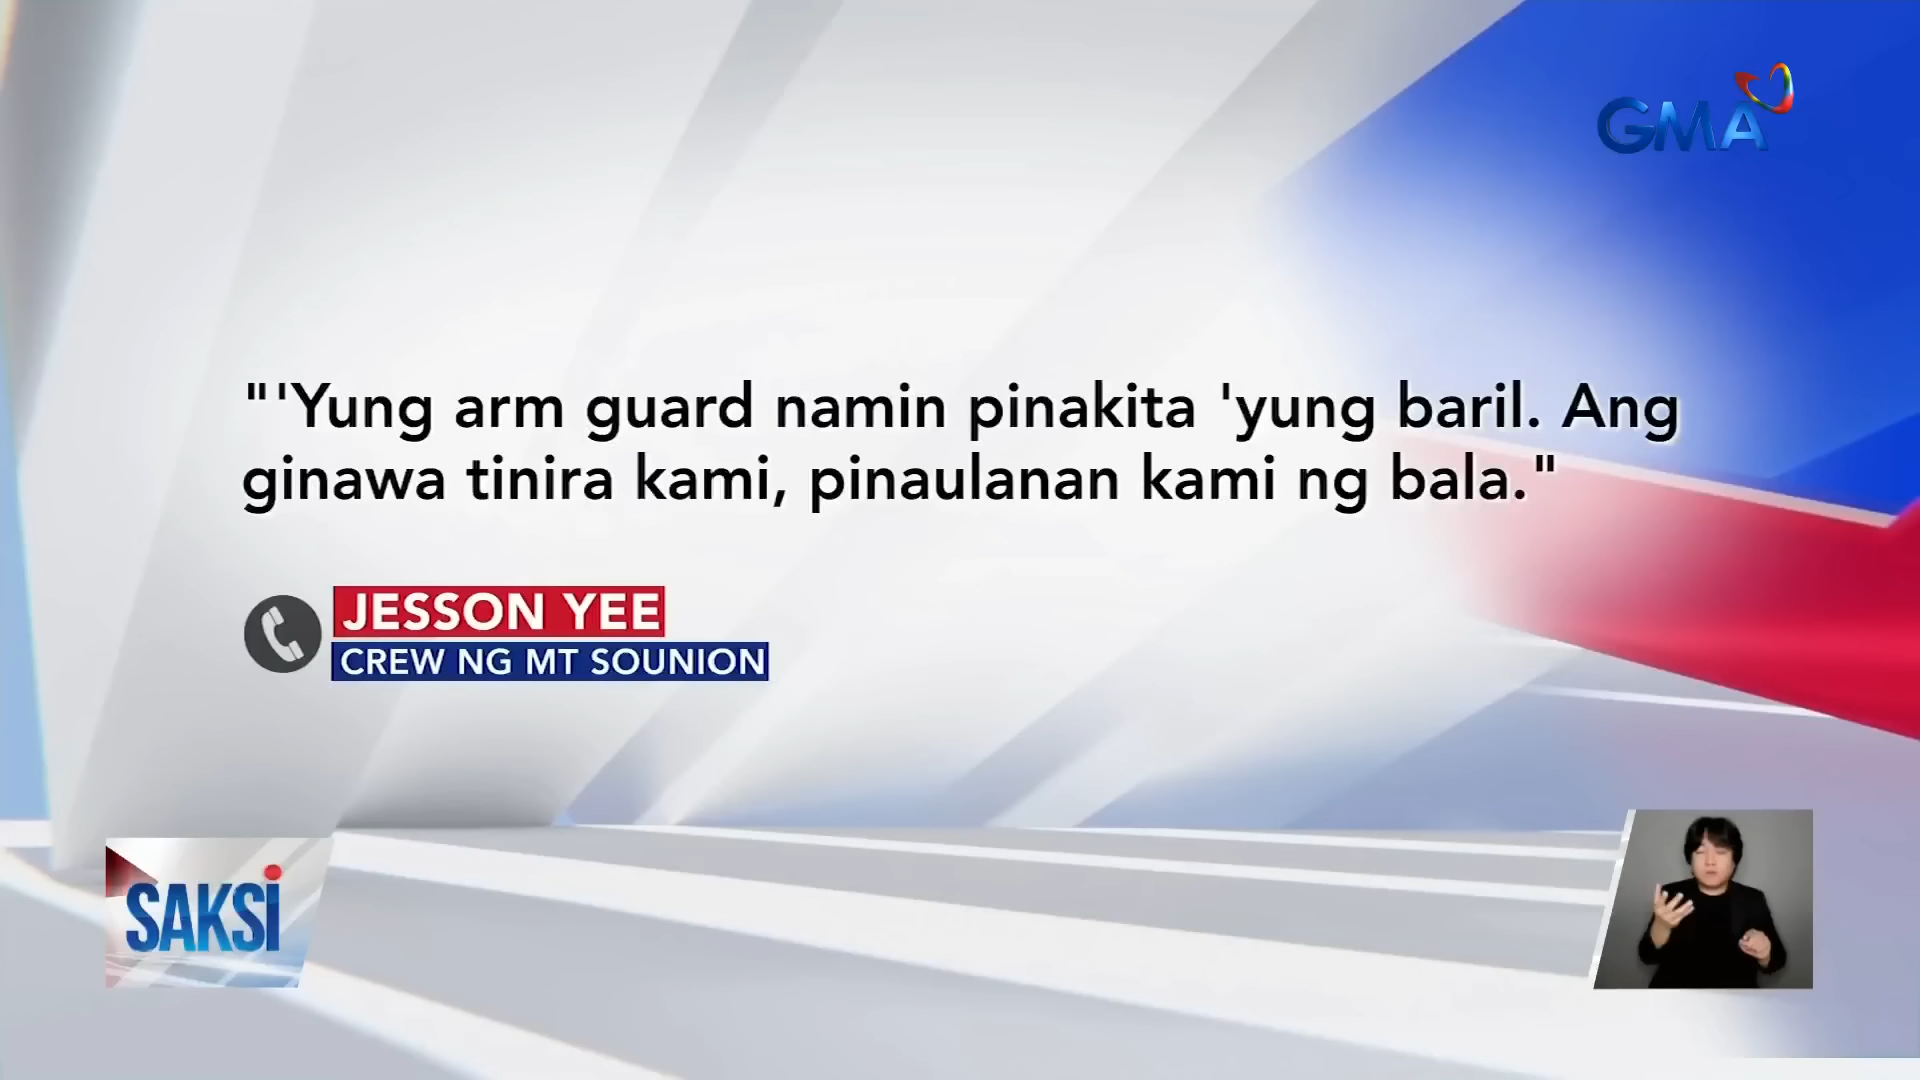 GMA
"'Yung arm guard namin pinakita 'yung baril. Ang
ginawa tinira kami, pinaulanan kami ng bala."
JESSON YEE
CREW NG MT SOUNION
SAKSI